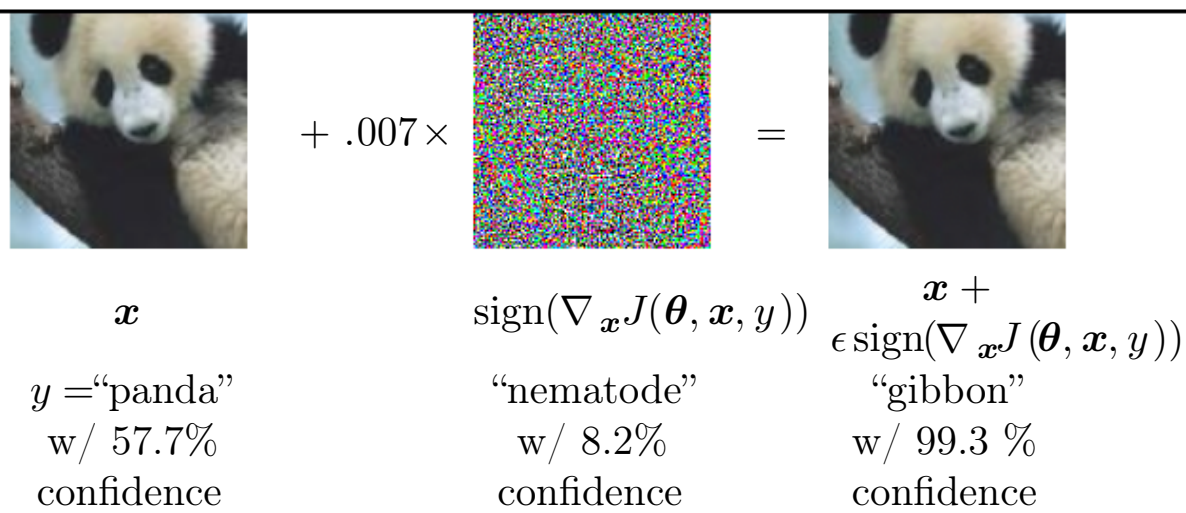 + .007×
=
𝒙
sign(∇𝒙J(𝜽, 𝒙, y))
𝒙 +
ϵ sign(∇𝒙J(𝜽, 𝒙, y))
y =“panda”
“nematode”
“gibbon”
w/ 57.7%
w/ 8.2%
w/ 99.3 %
confidence
confidence
confidence